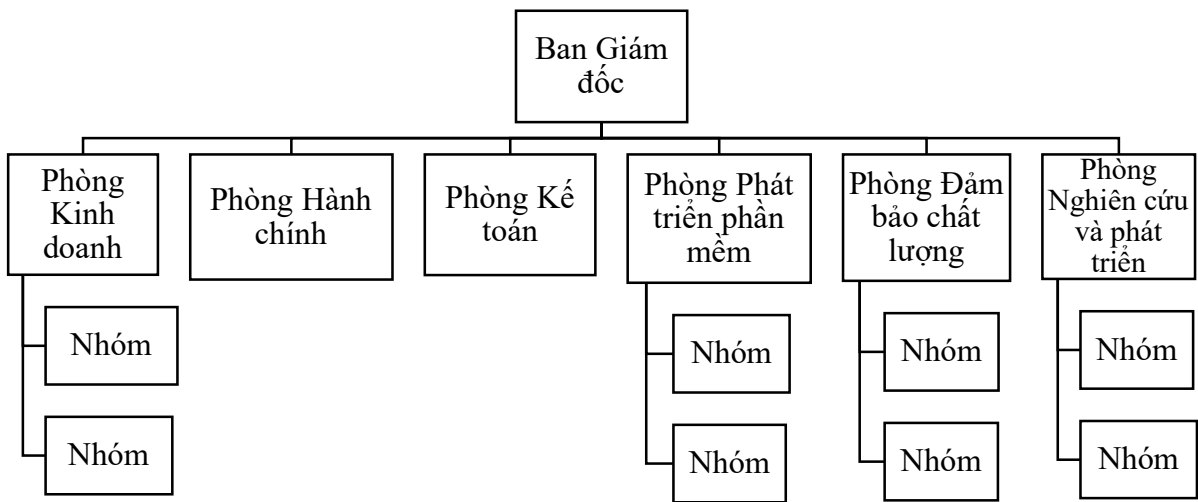 Ban Giám
đốc
Phòng
Kinh
doanh
Phòng Hành
chính
Phòng Kế
toán
Phòng Phát
triển phần
mềm
Phòng Đảm
bảo chất
lượng
Phòng
Nghiên cứu
và phát
triển
Nhóm
Nhóm
Nhóm
Nhóm
Nhóm
Nhóm
Nhóm
Nhóm